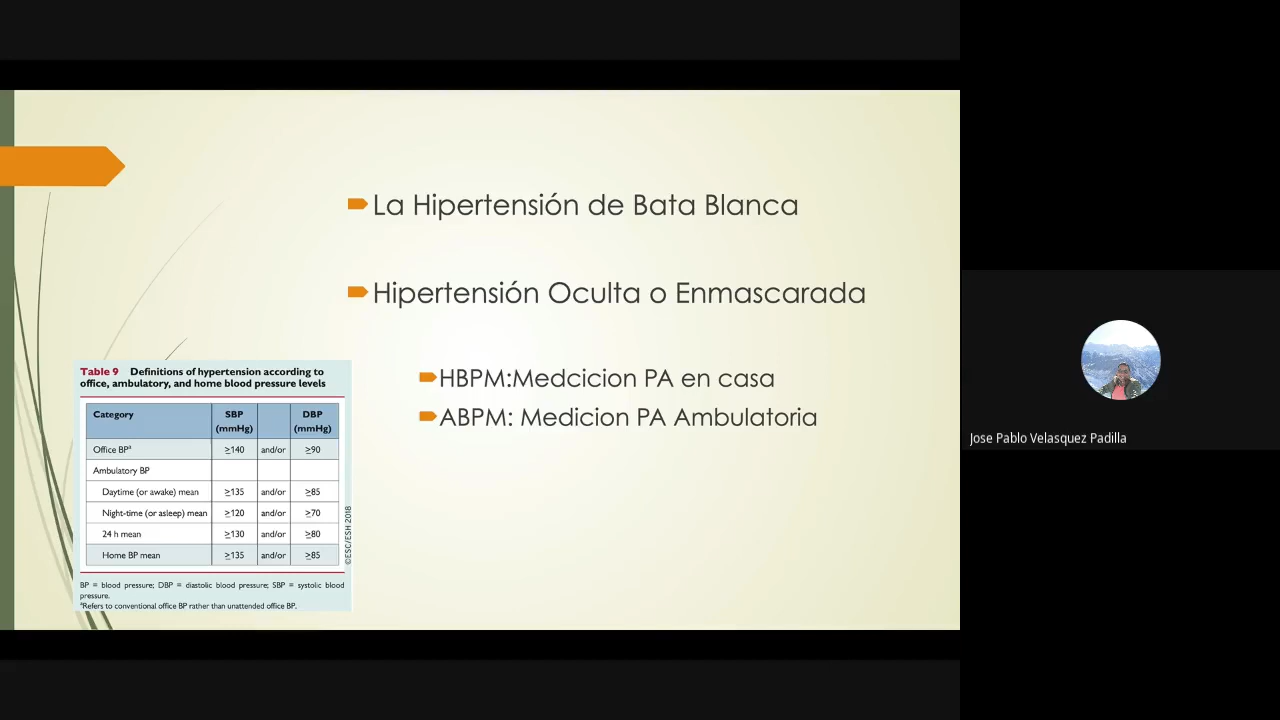 La Hipertensión de Bata Blanca
Hipertensión Oculta o Enmascarada
HBPM:Medcicion PA en casa
ABPM: Medicion PA Ambulatoria
Table 9 Definitions of hypertension according to
office, ambulatory, and home blood pressure levels
Category SBP (mmHg) DBP (mmHg)
Office BPª ≥140 and/or ≥90
Ambulatory BP
Daytime (or awake) mean ≥135 and/or ≥85
Night-time (or asleep) mean ≥120 and/or ≥70
24 h mean ≥130 and/or ≥80
Home BP mean ≥135 and/or ≥85
©ESC/ESH 2018
BP = blood pressure; DBP = diastolic blood pressure; SBP = systolic blood
pressure.
ªRefers to conventional office BP rather than unattended office BP.
Jose Pablo Velasquez Padilla